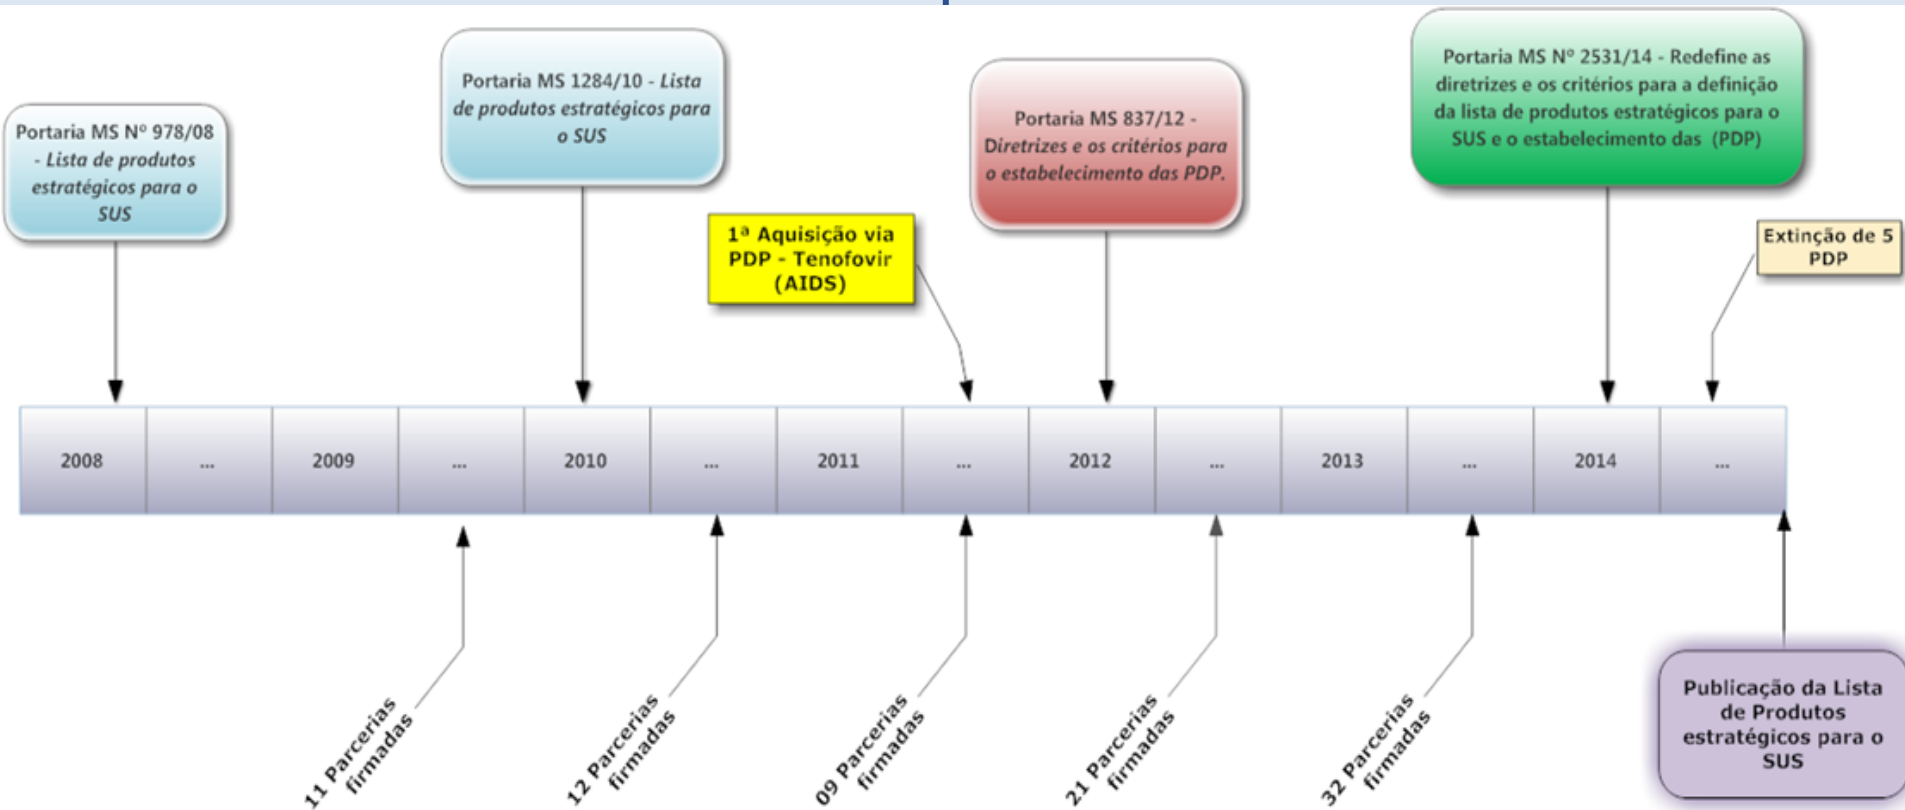 Portaria MS Nº 978/08
- Lista de produtos
estratégicos para o
SUS
Portaria MS 1284/10 - Lista
de produtos estratégicos para
o SUS
1ª Aquisição via
PDP - Tenofovir
(AIDS)
Portaria MS 837/12 -
Diretrizes e os critérios para
o estabelecimento das PDP.
Portaria MS Nº 2531/14 - Redefine as
diretrizes e os critérios para a definição
da lista de produtos estratégicos para o
SUS e o estabelecimento das (PDP)
Extinção de 5
PDP
2008 ... 2009 ... 2010 ... 2011 ... 2012 ... 2013 ... 2014 ...
11 Parcerias
firmadas
12 Parcerias
firmadas
09 Parcerias
firmadas
21 Parcerias
firmadas
32 Parcerias
firmadas
Publicação da Lista
de Produtos
estratégicos para o
SUS